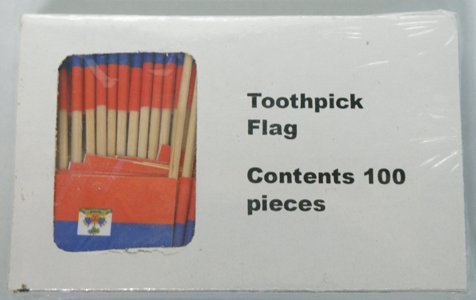 Toothpick
Flag
Contents 100
pieces